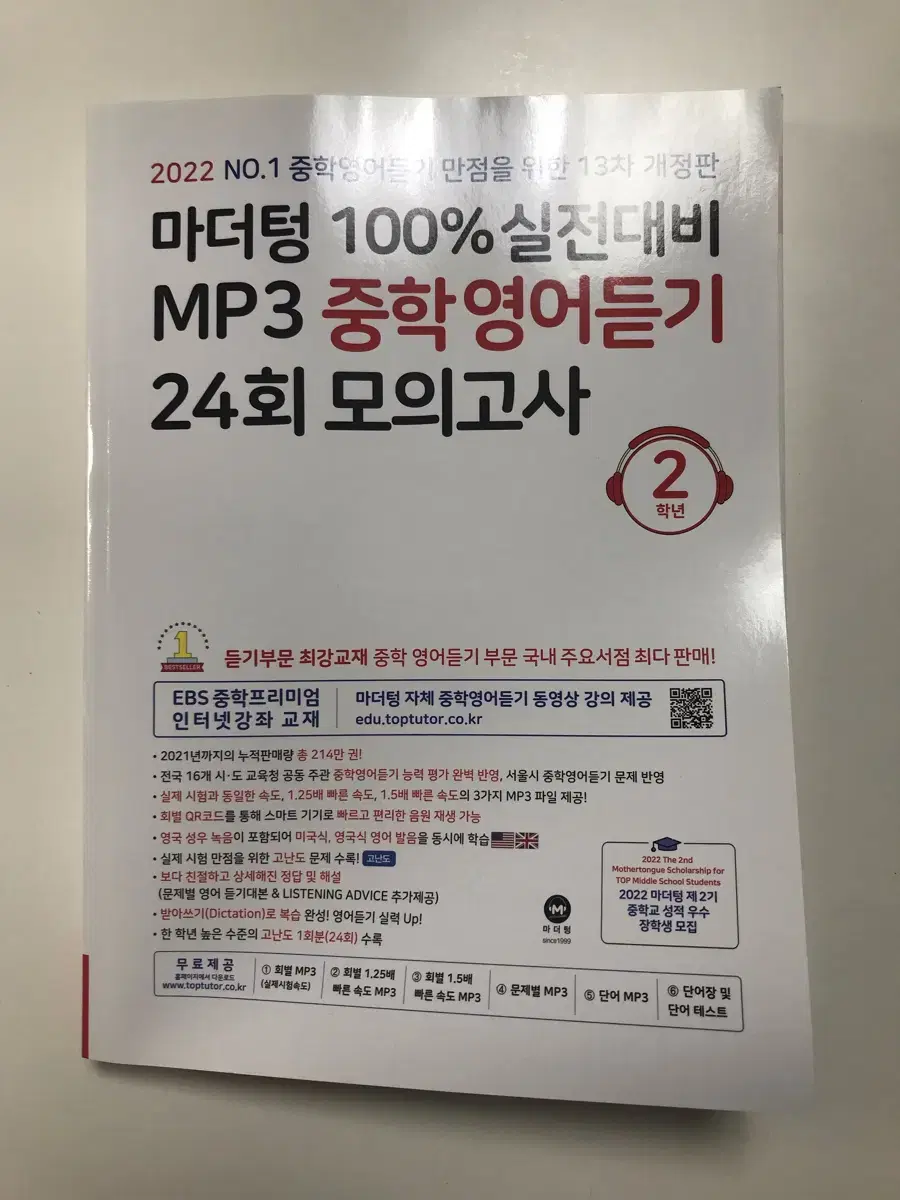 2022 NO.1 중학영어듣기 만점을 위한 13차 개정판
마더텅 100% 실전대비
MP3 중학영어듣기
24회 모의고사
2
학년
1
BESTSELLER
듣기부문 최강교재 중학 영어듣기 부문 국내 주요서점 최다 판매!
EBS 중학프리미엄
인터넷강좌 교재
마더텅 자체 중학영어듣기 동영상 강의 제공
edu.toptutor.co.kr
• 2021년까지의 누적판매량 총 214만 권!
• 전국 16개 시·도 교육청 공동 주관 중학영어듣기 능력 평가 완벽 반영, 서울시 중학영어듣기 문제 반영
• 실제 시험과 동일한 속도, 1.25배 빠른 속도, 1.5배 빠른 속도의 3가지 MP3 파일 제공!
• 회별 QR코드를 통해 스마트 기기로 빠르고 편리한 음원 재생 가능
• 영국 성우 녹음이 포함되어 미국식, 영국식 영어 발음을 동시에 학습
• 실제 시험 만점을 위한 고난도 문제 수록! 고난도
• 보다 친절하고 상세해진 정답 및 해설
(문제별 영어 듣기대본 & LISTENING ADVICE 추가제공)
• 받아쓰기(Dictation)로 복습 완성! 영어듣기 실력 Up!
• 한 학년 높은 수준의 고난도 1회분(24회) 수록
M
마더텅
since1999
2022 The 2nd
Mothertongue Scholarship for
TOP Middle School Students
2022 마더텅 제2기
중학교 성적 우수
장학생 모집
무료제공
홈페이지에서 다운로드
www.toptutor.co.kr
① 회별 MP3
(실제시험속도)
② 회별 1.25배
빠른 속도 MP3
③ 회별 1.5배
빠른 속도 MP3
④ 문제별 MP3
⑤ 단어 MP3
⑥ 단어장 및
단어 테스트